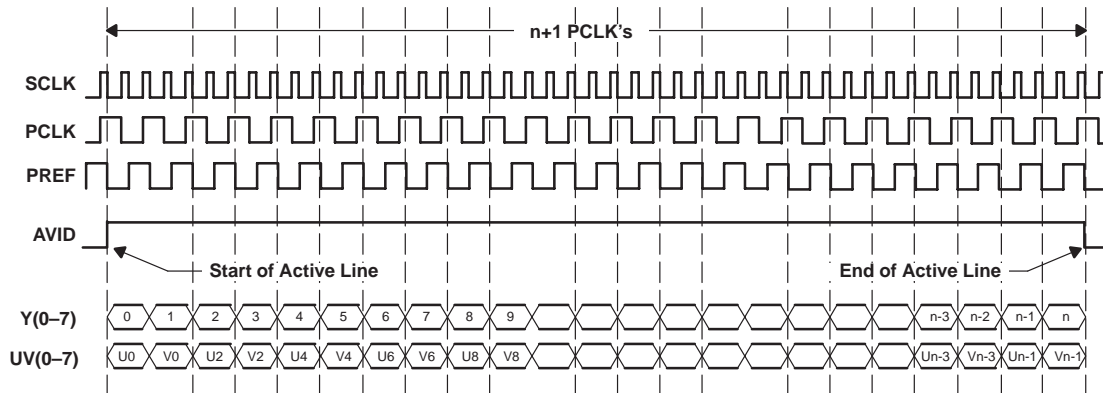 n+1 PCLK's
SCLK
PCLK
PREF
AVID
Start of Active Line End of Active Line
Y(0–7) 0 1 2 3 4 5 6 7 8 9 n-3 n-2 n-1 n
UV(0–7) U0 V0 U2 V2 U4 V4 U6 V6 U8 V8 Un-3 Vn-3 Un-1 Vn-1